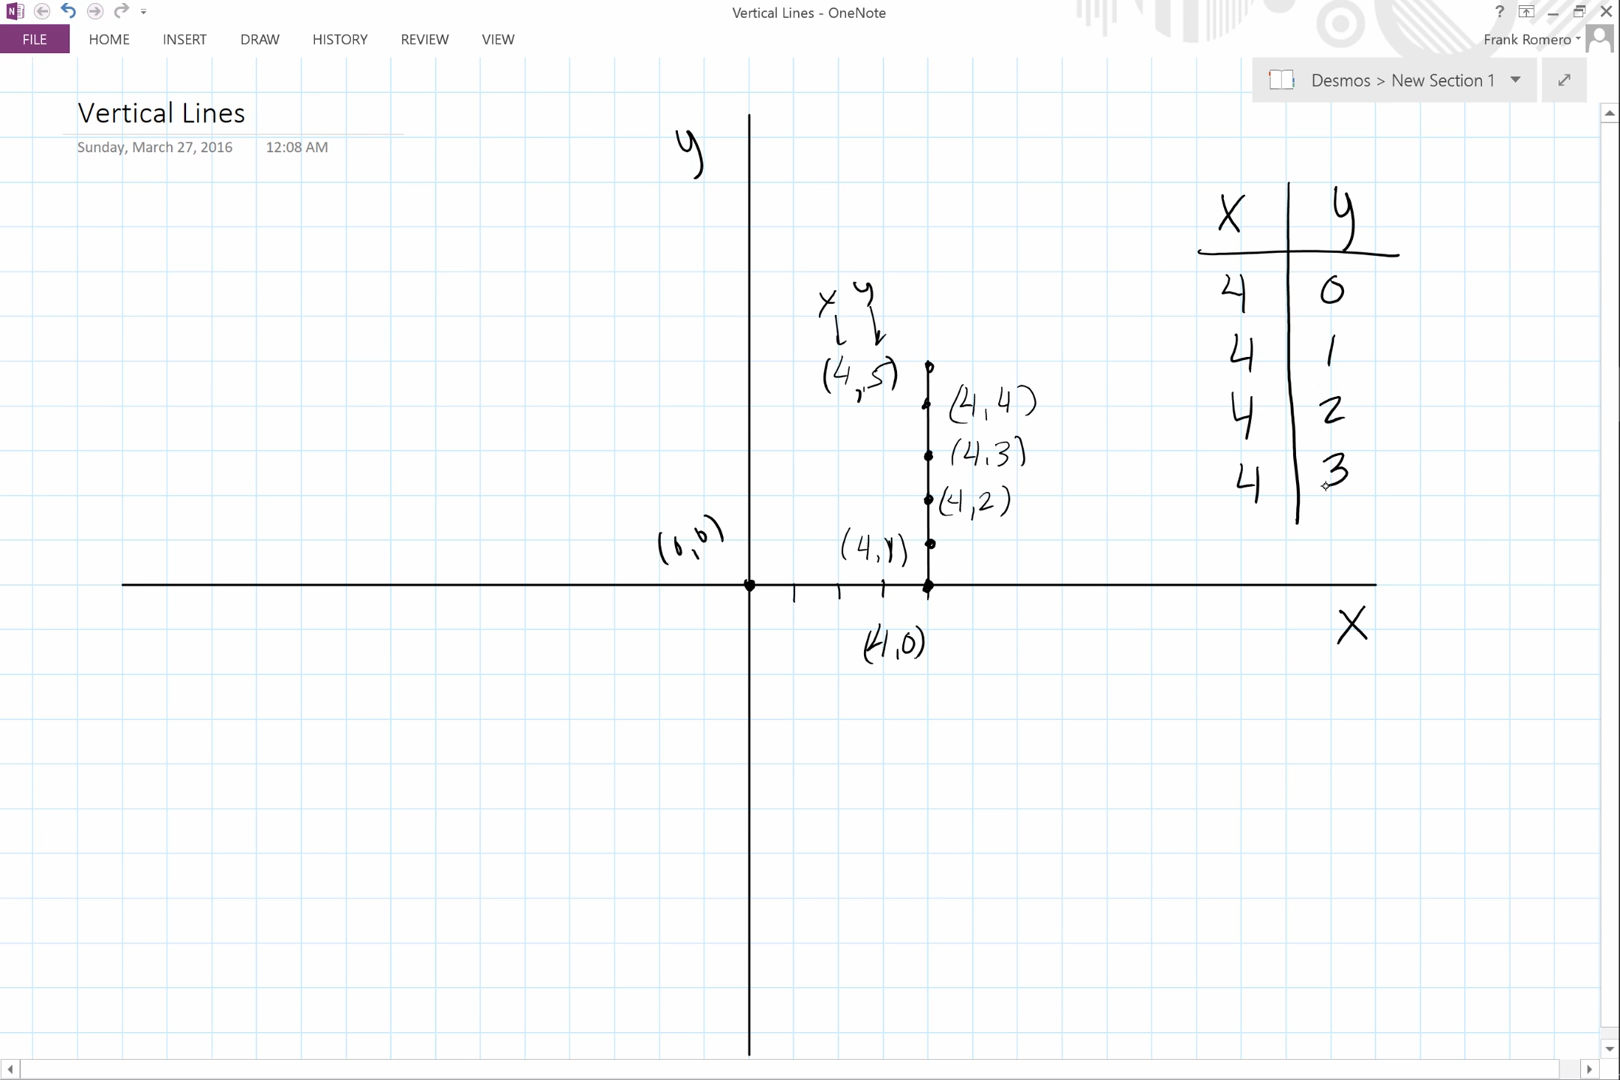 Vertical Lines - OneNote
?
FILE HOME INSERT DRAW HISTORY REVIEW VIEW
Frank Romero
Desmos > New Section 1
Vertical Lines
Sunday, March 27, 2016 12:08 AM
y
x y
x y
4 0
4 1
4 2
4 3
(4,5)
(4,4)
(4,3)
(4,2)
(4,1)
(0,0)
(4,0)
x